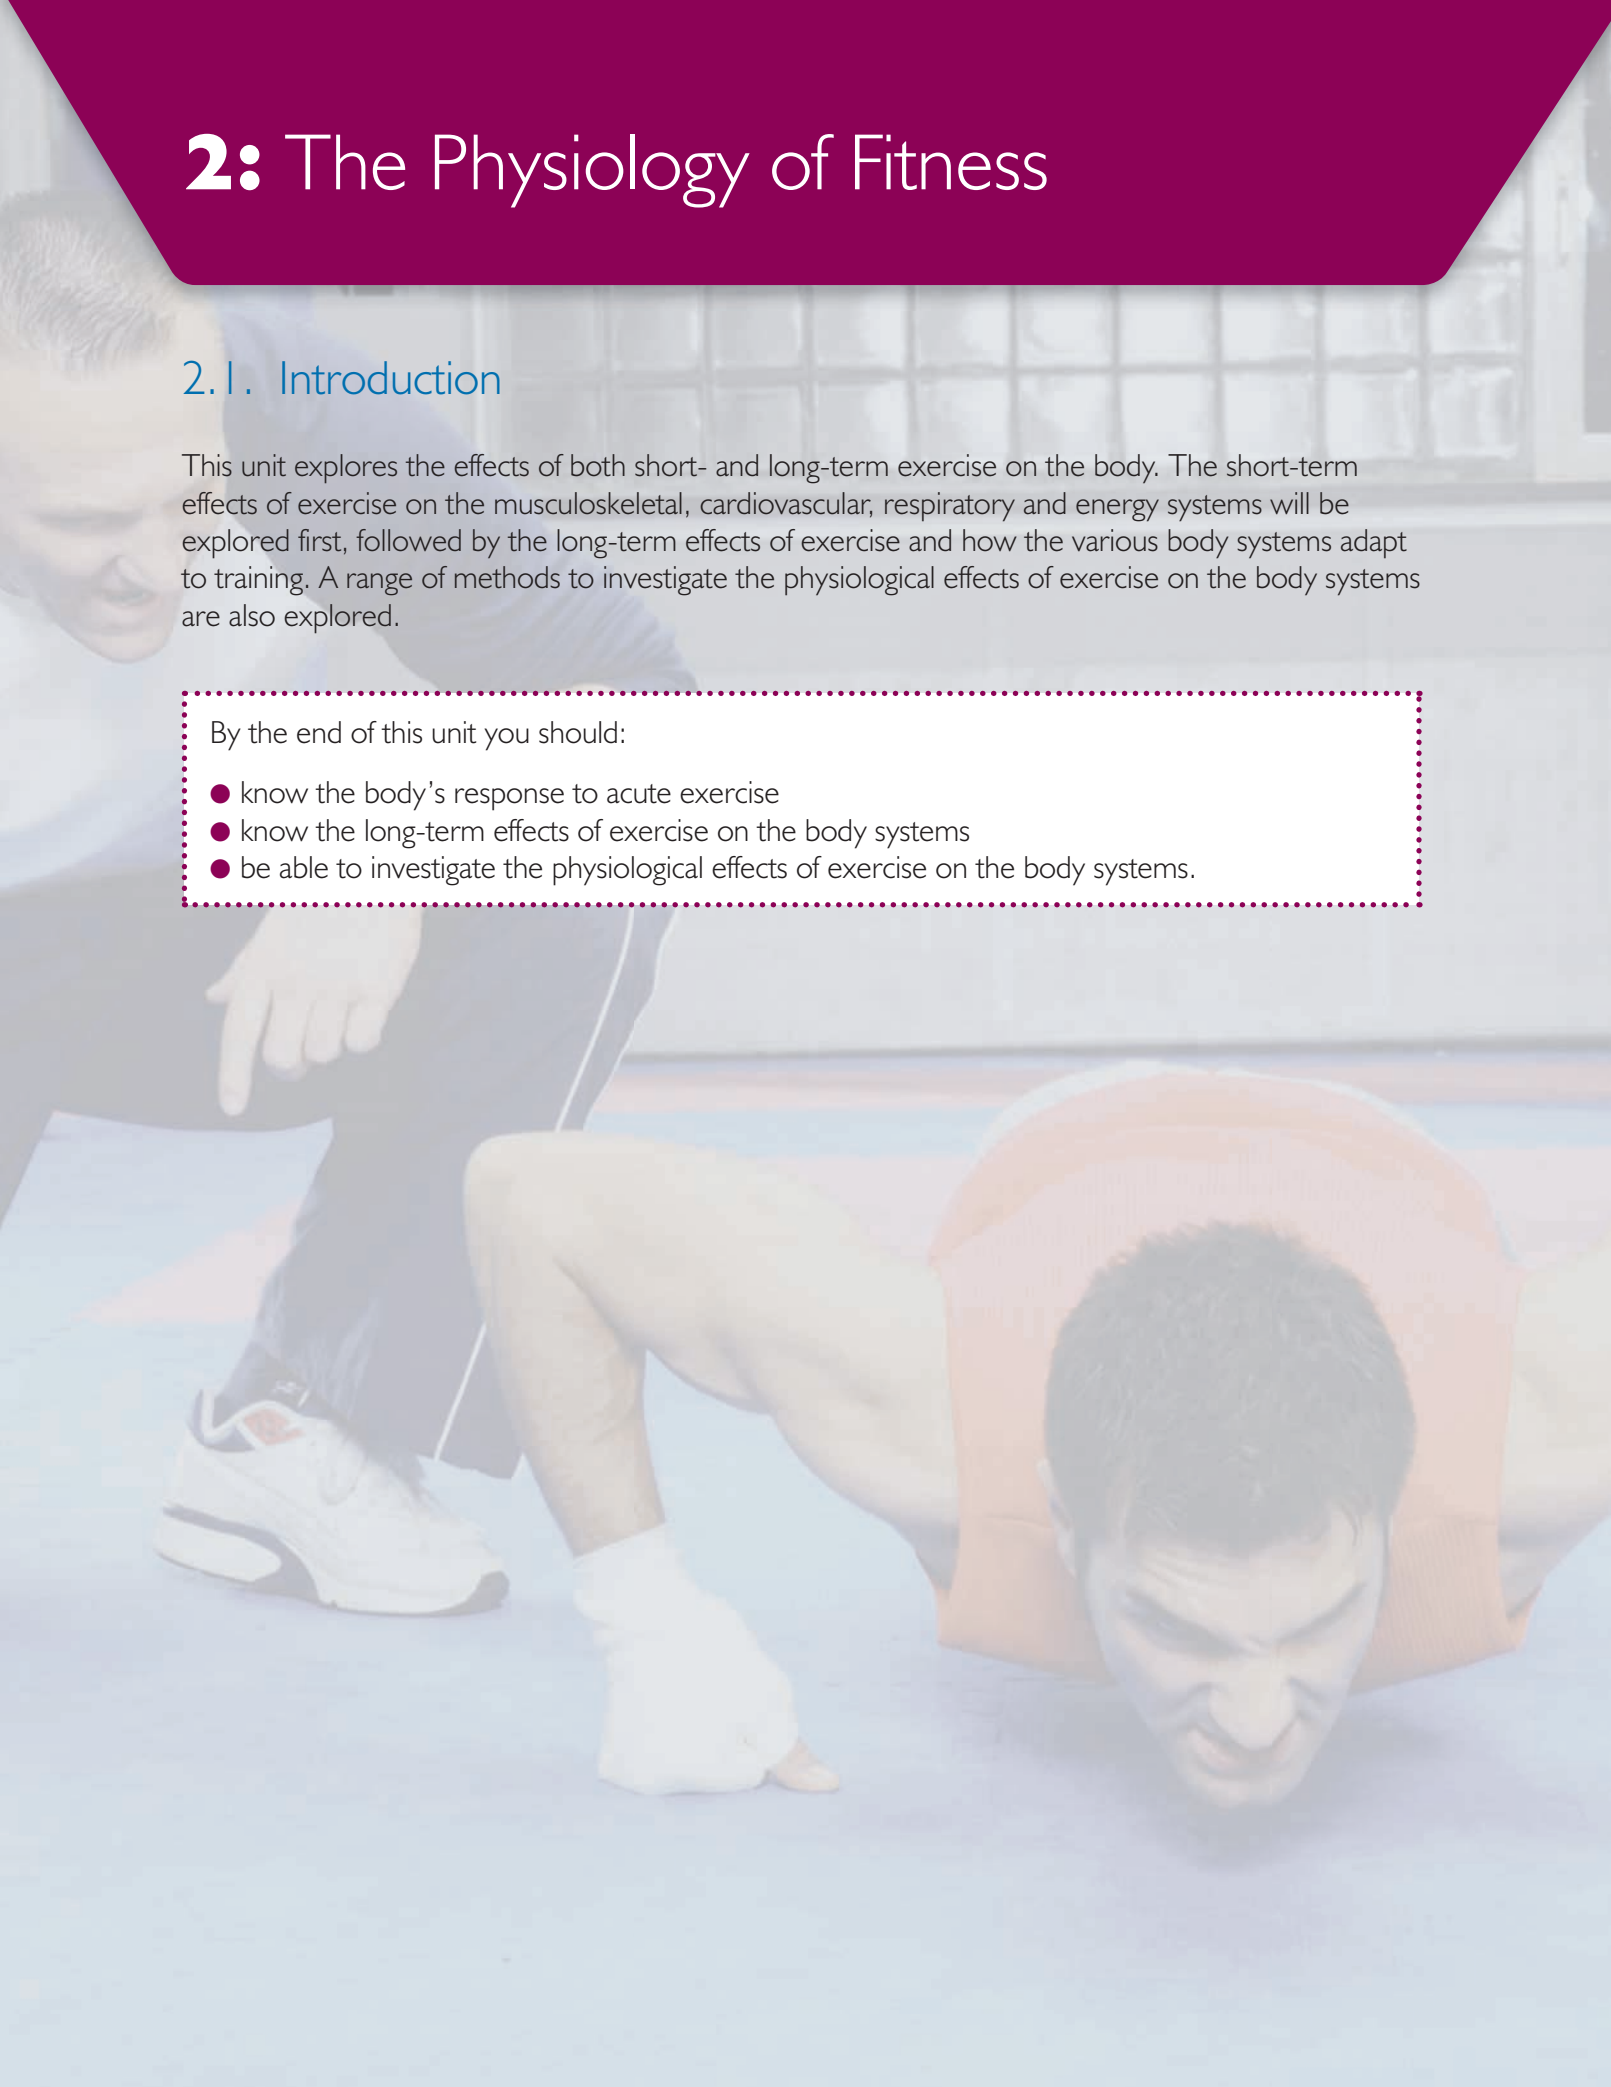 2: The Physiology of Fitness
2.1. Introduction
This unit explores the effects of both short- and long-term exercise on the body. The short-term
effects of exercise on the musculoskeletal, cardiovascular, respiratory and energy systems will be
explored first, followed by the long-term effects of exercise and how the various body systems adapt
to training. A range of methods to investigate the physiological effects of exercise on the body systems
are also explored.
By the end of this unit you should:
● know the body's response to acute exercise
● know the long-term effects of exercise on the body systems
● be able to investigate the physiological effects of exercise on the body systems.